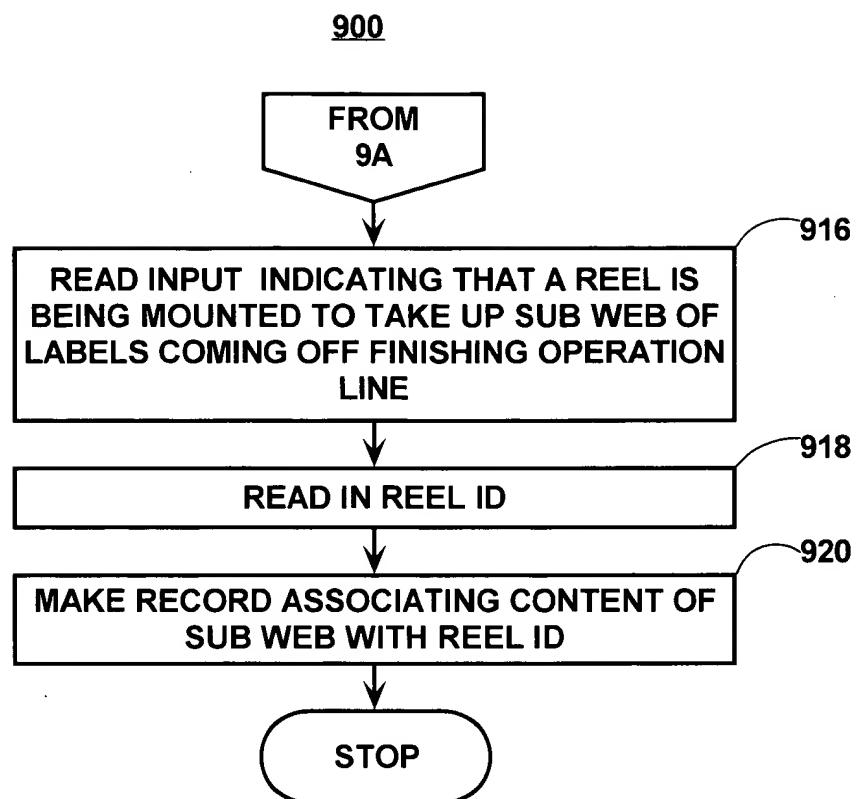 900
FROM
9A
916
READ INPUT INDICATING THAT A REEL IS
BEING MOUNTED TO TAKE UP SUB WEB OF
LABELS COMING OFF FINISHING OPERATION
LINE
918
READ IN REEL ID
920
MAKE RECORD ASSOCIATING CONTENT OF
SUB WEB WITH REEL ID
STOP